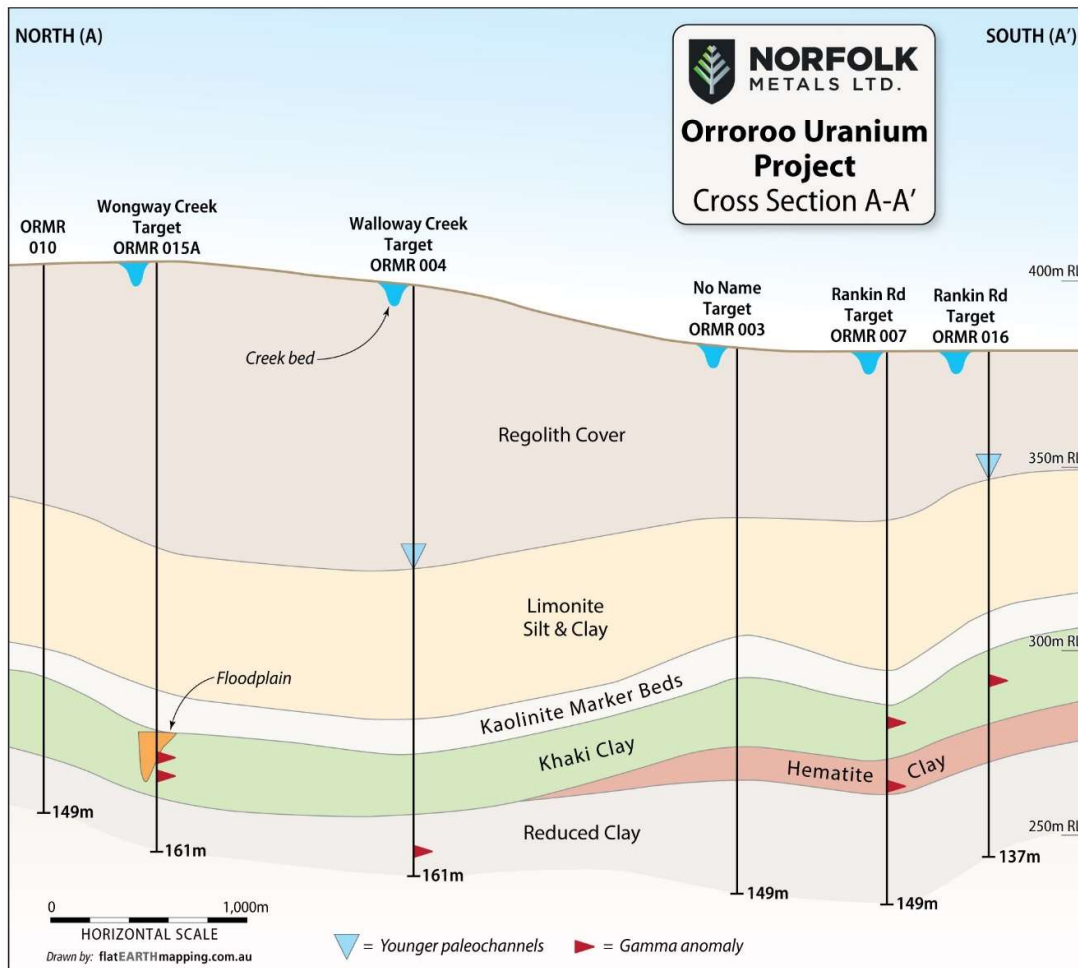 NORTH (A)
SOUTH (A')
NORFOLK
METALS LTD.
Orroroo Uranium
Project
Cross Section A-A'
ORMR
010
Wongway Creek
Target
ORMR 015A
Walloway Creek
Target
ORMR 004
No Name
Target
ORMR 003
Rankin Rd
Target
ORMR 007
Rankin Rd
Target
ORMR 016
400m RL
Creek bed
Regolith Cover
350m RL
Limonite
Silt & Clay
300m RL
Floodplain
Kaolinite Marker Beds
Khaki Clay
Hematite Clay
Reduced Clay
250m RL
149m
161m
161m
149m
149m
137m
0 1,000m
HORIZONTAL SCALE
Drawn by: flatEARTHmapping.com.au
= Younger paleochannels
= Gamma anomaly